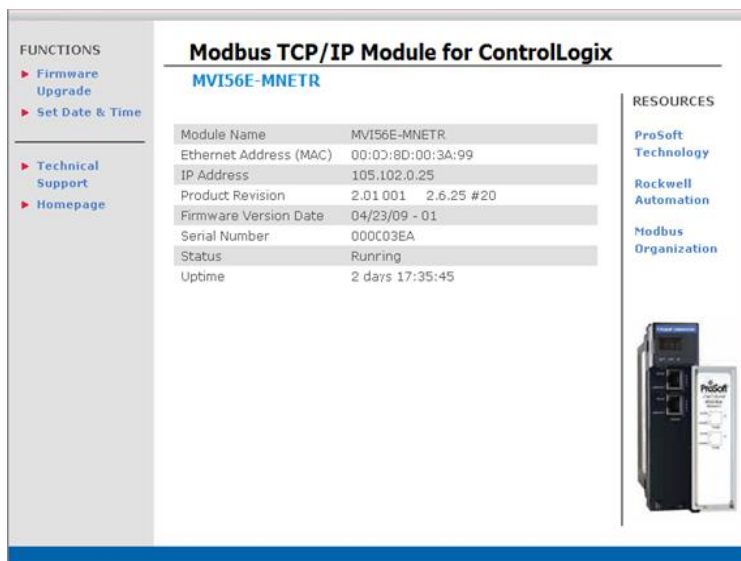 FUNCTIONS
Firmware
Upgrade
Set Date & Time
Technical
Support
Homepage
Modbus TCP/IP Module for ControlLogix
MVI56E-MNETR
Module Name MVI56E-MNETR
Ethernet Address (MAC) 00:0D:8D:00:3A:99
IP Address 105.102.0.25
Product Revision 2.01 001 2.6.25 #20
Firmware Version Date 04/23/09 - 01
Serial Number 000C03EA
Status Running
Uptime 2 days 17:35:45
RESOURCES
ProSoft
Technology
Rockwell
Automation
Modbus
Organization
ProSoft